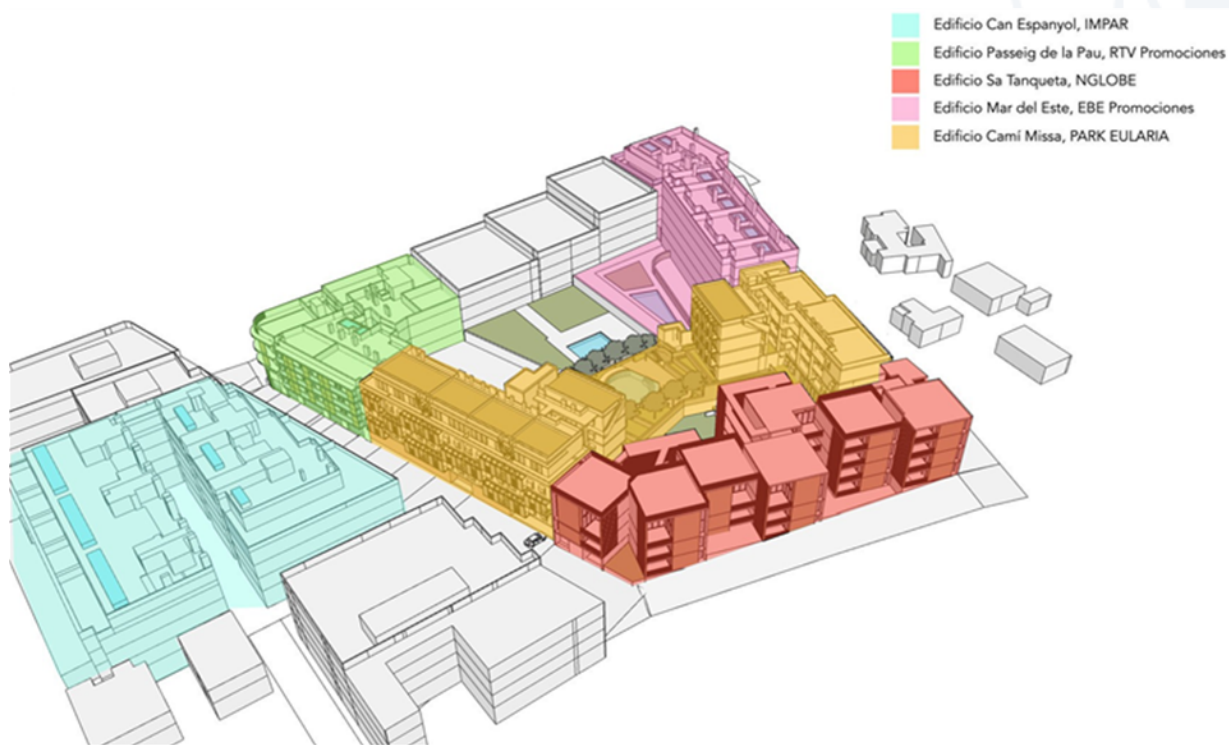 Edificio Can Espanyol, IMPAR
Edificio Passeig de la Pau, RTV Promociones
Edificio Sa Tanqueta, NGLOBE
Edificio Mar del Este, EBE Promociones
Edificio Camí Missa, PARK EULARIA